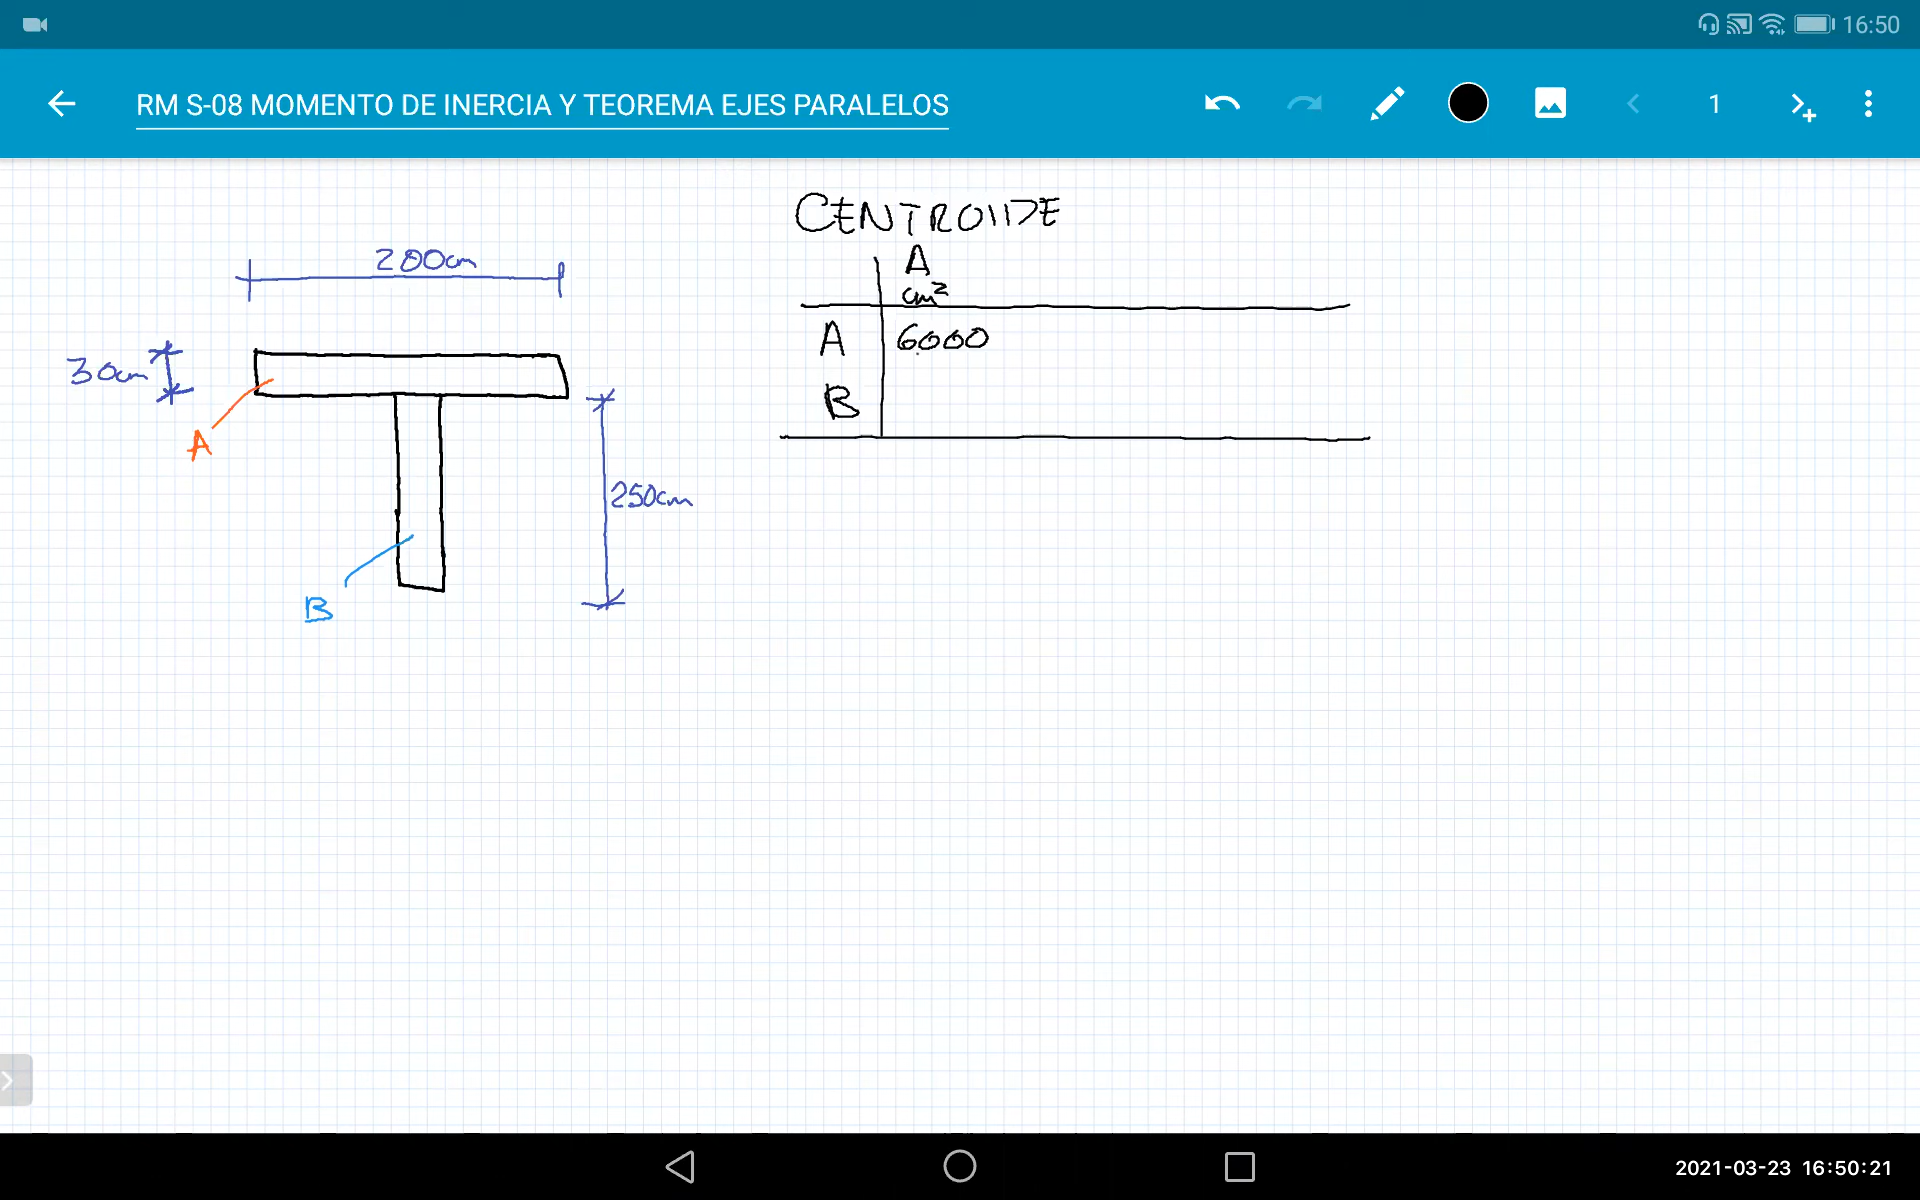 16:50
RM S-08 MOMENTO DE INERCIA Y TEOREMA EJES PARALELOS
1
CENTROIDE
200cm
A
cm²
30cm
A 6000
B
A
250cm
B
2021-03-23 16:50:21